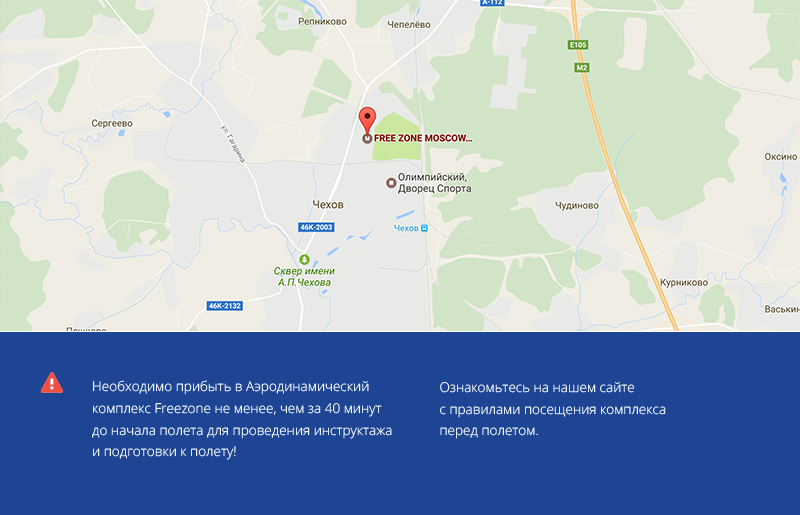 А-112
Репниково
Чепелёво
E105
М2
Сергеево
ул. Гагарина
FREE ZONE MOSCOW...
Оксино
Олимпийский,
Дворец Спорта
Чехов
Чудиново
46К-2003
Чехов
Сквер имени
А.П.Чехова
Курниково
46К-2132
Васькин
Пешково
Необходимо прибыть в Аэродинамический
комплекс Freezone не менее, чем за 40 минут
до начала полета для проведения инструктажа
и подготовки к полету!
Ознакомьтесь на нашем сайте
с правилами посещения комплекса
перед полетом.